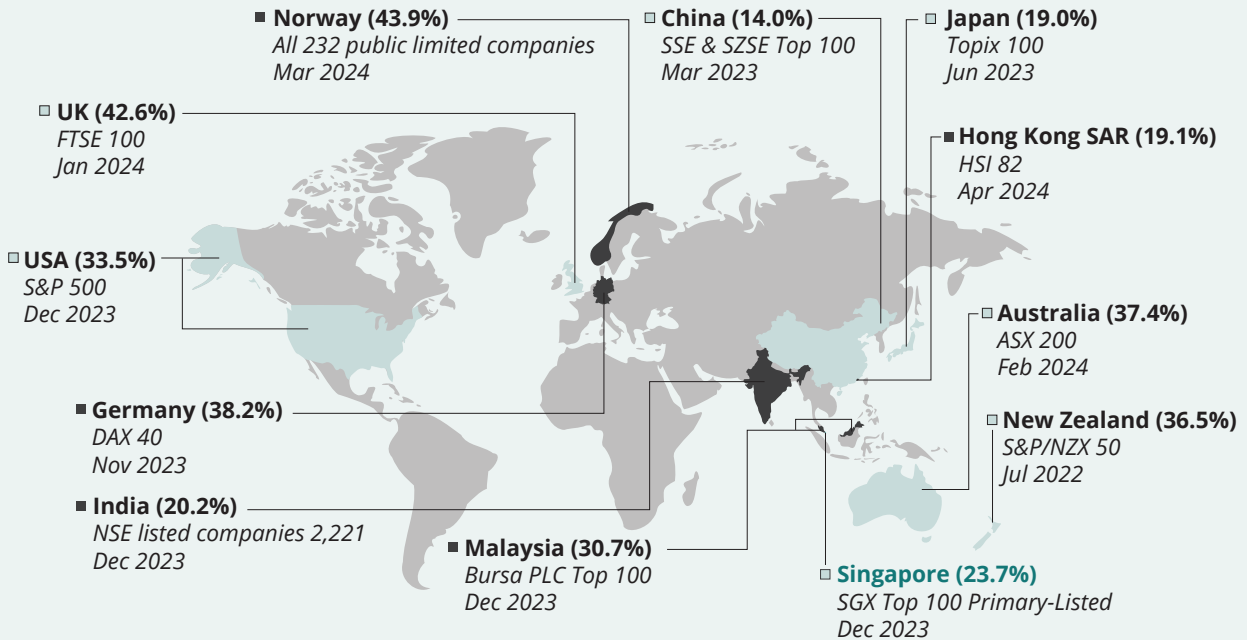 Norway (43.9%)
All 232 public limited companies
Mar 2024
China (14.0%)
SSE & SZSE Top 100
Mar 2023
Japan (19.0%)
Topix 100
Jun 2023
UK (42.6%)
FTSE 100
Jan 2024
Hong Kong SAR (19.1%)
HSI 82
Apr 2024
USA (33.5%)
S&P 500
Dec 2023
Australia (37.4%)
ASX 200
Feb 2024
Germany (38.2%)
DAX 40
Nov 2023
New Zealand (36.5%)
S&P/NZX 50
Jul 2022
India (20.2%)
NSE listed companies 2,221
Dec 2023
Malaysia (30.7%)
Bursa PLC Top 100
Dec 2023
Singapore (23.7%)
SGX Top 100 Primary-Listed
Dec 2023